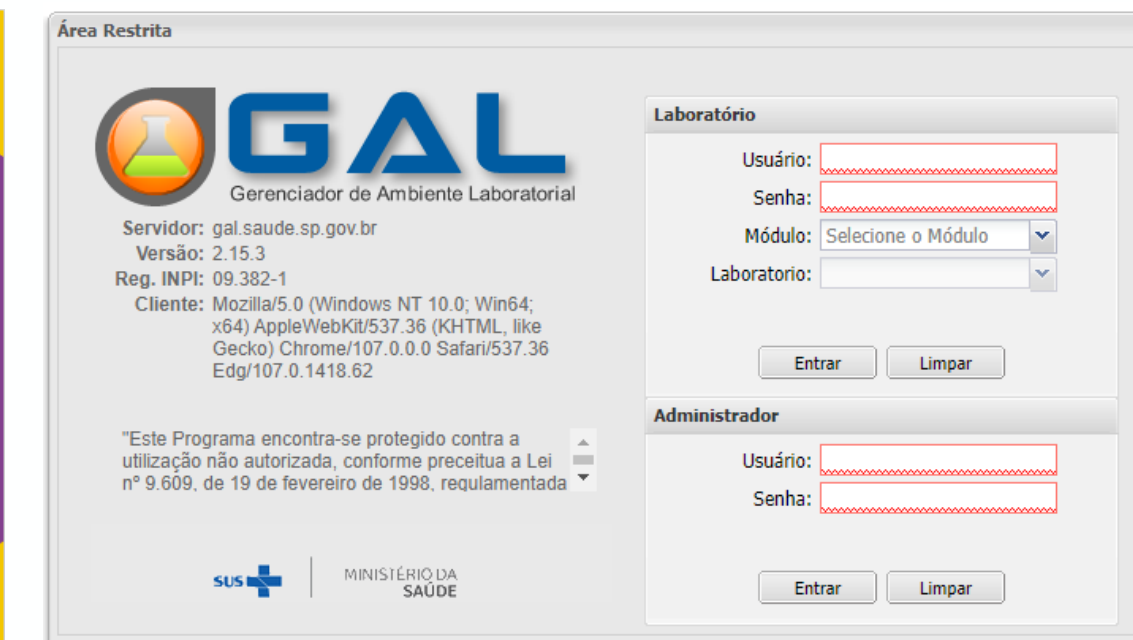 Área Restrita
GAL
Gerenciador de Ambiente Laboratorial
Servidor: gal.saude.sp.gov.br
Versão: 2.15.3
Reg. INPI: 09.382-1
Cliente: Mozilla/5.0 (Windows NT 10.0; Win64;
x64) AppleWebKit/537.36 (KHTML, like
Gecko) Chrome/107.0.0.0 Safari/537.36
Edg/107.0.1418.62
"Este Programa encontra-se protegido contra a
utilização não autorizada, conforme preceitua a Lei
nº 9.609, de 19 de fevereiro de 1998, regulamentada
SUS
MINISTÉRIO DA
SAÚDE
Laboratório
Usuário:
Senha:
Módulo: Selecione o Módulo
Laboratorio:
Entrar Limpar
Administrador
Usuário:
Senha:
Entrar Limpar